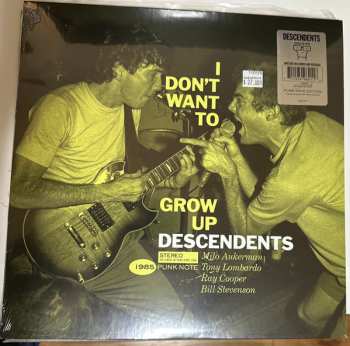 I
DON'T
WANT
TO
GROW
UP
DESCENDENTS
1985
STEREO
PUNK NOTE
Milo Aukerman
Tony Lombardo
Ray Cooper
Bill Stevenson
DESCENDENTS